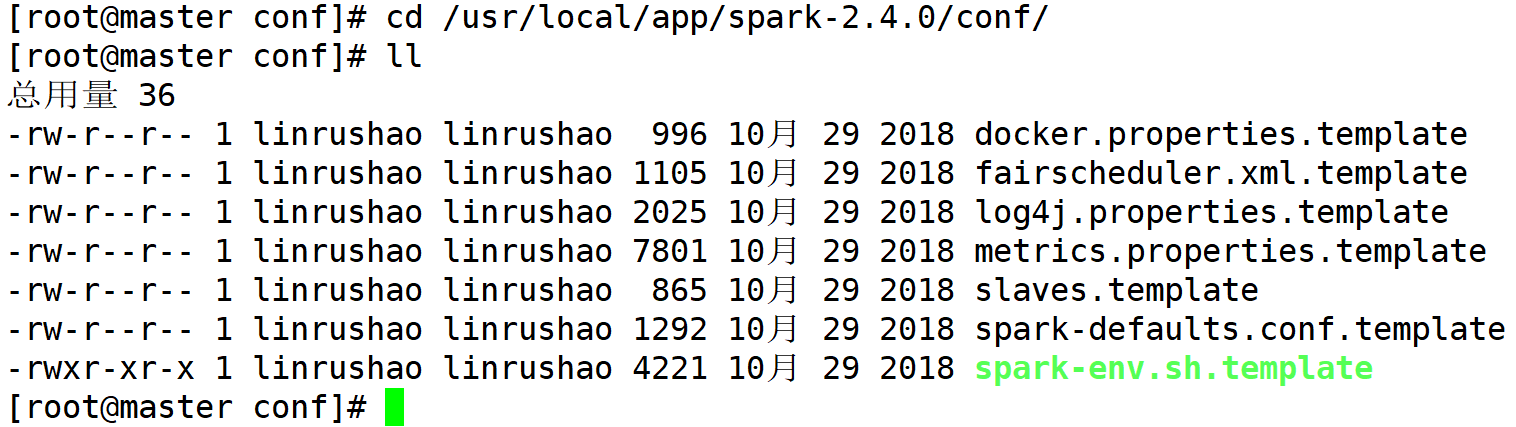 [root@master conf]# cd /usr/local/app/spark-2.4.0/conf/
[root@master conf]# ll
总用量 36
-rw-r--r-- 1 linrushao linrushao  996 10月 29 2018 docker.properties.template
-rw-r--r-- 1 linrushao linrushao 1105 10月 29 2018 fairscheduler.xml.template
-rw-r--r-- 1 linrushao linrushao 2025 10月 29 2018 log4j.properties.template
-rw-r--r-- 1 linrushao linrushao 7801 10月 29 2018 metrics.properties.template
-rw-r--r-- 1 linrushao linrushao  865 10月 29 2018 slaves.template
-rw-r--r-- 1 linrushao linrushao 1292 10月 29 2018 spark-defaults.conf.template
-rwxr-xr-x 1 linrushao linrushao 4221 10月 29 2018 spark-env.sh.template
[root@master conf]#